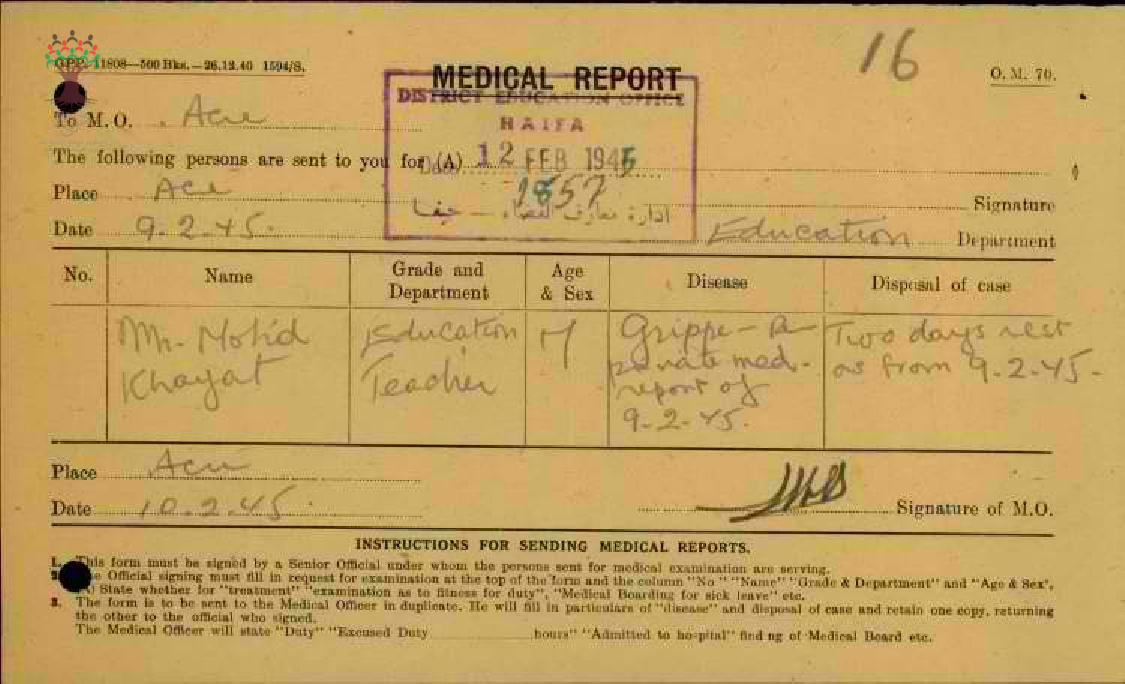 16
G.P.P. 11808—500 Bks.—26.12.40 1594/S.
MEDICAL REPORT
O. M. 70.
DISTRICT EDUCATION OFFICE
HAIFA
To M.O. Acre
The following persons are sent to you for (A)
Date 12 FEB 1945
1857
Place Acre
Signature
ادارة معارف لواء — حيفا
Date 9.2.45.
Education Department
No. Name Grade and Department Age & Sex Disease Disposal of case
Mr. Mohid Khayat
Education Teacher
M
Grippe - A
private med.
report of
9-2-45.
Two days rest
as from 9.2.45.
Place Acre
Date 10.2.45.
Signature of M.O.
INSTRUCTIONS FOR SENDING MEDICAL REPORTS.
1. This form must be signed by a Senior Official under whom the persons sent for medical examination are serving.
The Official signing must fill in request for examination at the top of the form and the column "No" "Name" "Grade & Department" and "Age & Sex".
(A) State whether for "treatment" "examination as to fitness for duty", "Medical Boarding for sick leave" etc.
3. The form is to be sent to the Medical Officer in duplicate. He will fill in particulars of "disease" and disposal of case and retain one copy, returning
the other to the official who signed.
The Medical Officer will state "Duty" "Excused Duty hours" "Admitted to hospital" finding of Medical Board etc.